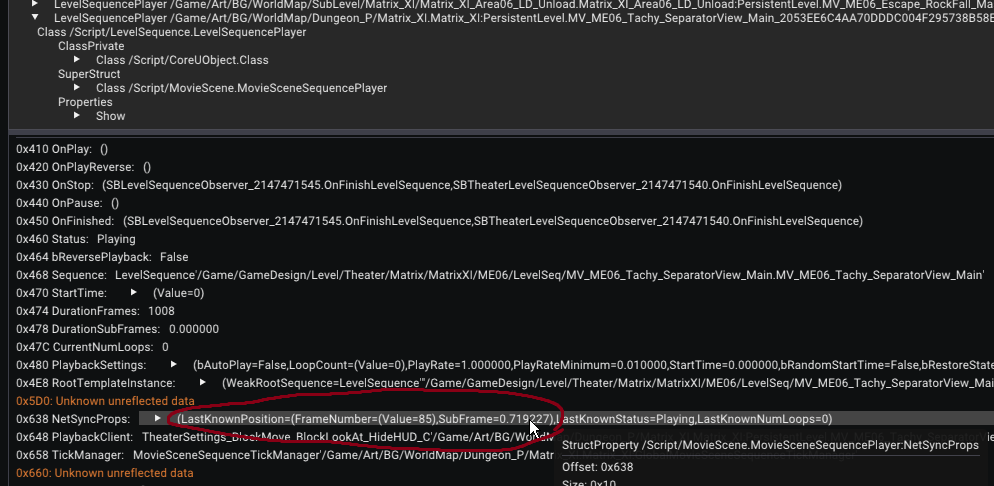 LevelSequencePlayer /Game/Art/BG/WorldMap/SubLevel/Matrix_XI/Matrix_XI_Area06_LD_Unload.Matrix_XI_Area06_LD_Unload:PersistentLevel.MV_ME06_Escape_RockFall_Ma
LevelSequencePlayer /Game/Art/BG/WorldMap/Dungeon_P/Matrix_XI.Matrix_XI:PersistentLevel.MV_ME06_Tachy_SeparatorView_Main_2053EE6C4AA70DDDC004F295738B58E
Class /Script/LevelSequence.LevelSequencePlayer
ClassPrivate
Class /Script/CoreUObject.Class
SuperStruct
Class /Script/MovieScene.MovieSceneSequencePlayer
Properties
Show
0x410 OnPlay: ()
0x420 OnPlayReverse: ()
0x430 OnStop: (SBLevelSequenceObserver_2147471545.OnFinishLevelSequence,SBTheaterLevelSequenceObserver_2147471540.OnFinishLevelSequence)
0x440 OnPause: ()
0x450 OnFinished: (SBLevelSequenceObserver_2147471545.OnFinishLevelSequence,SBTheaterLevelSequenceObserver_2147471540.OnFinishLevelSequence)
0x460 Status: Playing
0x464 bReversePlayback: False
0x468 Sequence: LevelSequence'/Game/GameDesign/Level/Theater/Matrix/MatrixXI/ME06/LevelSeq/MV_ME06_Tachy_SeparatorView_Main.MV_ME06_Tachy_SeparatorView_Main'
0x470 StartTime: (Value=0)
0x474 DurationFrames: 1008
0x478 DurationSubFrames: 0.000000
0x47C CurrentNumLoops: 0
0x480 PlaybackSettings: (bAutoPlay=False,LoopCount=(Value=0),PlayRate=1.000000,PlayRateMinimum=0.010000,StartTime=0.000000,bRandomStartTime=False,bRestoreState
0x4E8 RootTemplateInstance: (WeakRootSequence=LevelSequence'"/Game/GameDesign/Level/Theater/Matrix/MatrixXI/ME06/LevelSeq/MV_ME06_Tachy_SeparatorView_Mai
0x5D0: Unknown unreflected data
0x638 NetSyncProps: (LastKnownPosition=(FrameNumber=(Value=85),SubFrame=0.719227),LastKnownStatus=Playing,LastKnownNumLoops=0)
0x648 PlaybackClient: TheaterSettings_BlockMove_BlockLookAt_HideHUD_C'/Game/Art/BG/WorldM
0x658 TickManager: MovieSceneSequenceTickManager'/Game/Art/BG/WorldMap/Dungeon_P/Matr
0x660: Unknown unreflected data
StructProperty /Script/MovieScene.MovieSceneSequencePlayer:NetSyncProps
Offset: 0x638
Size: 0x10